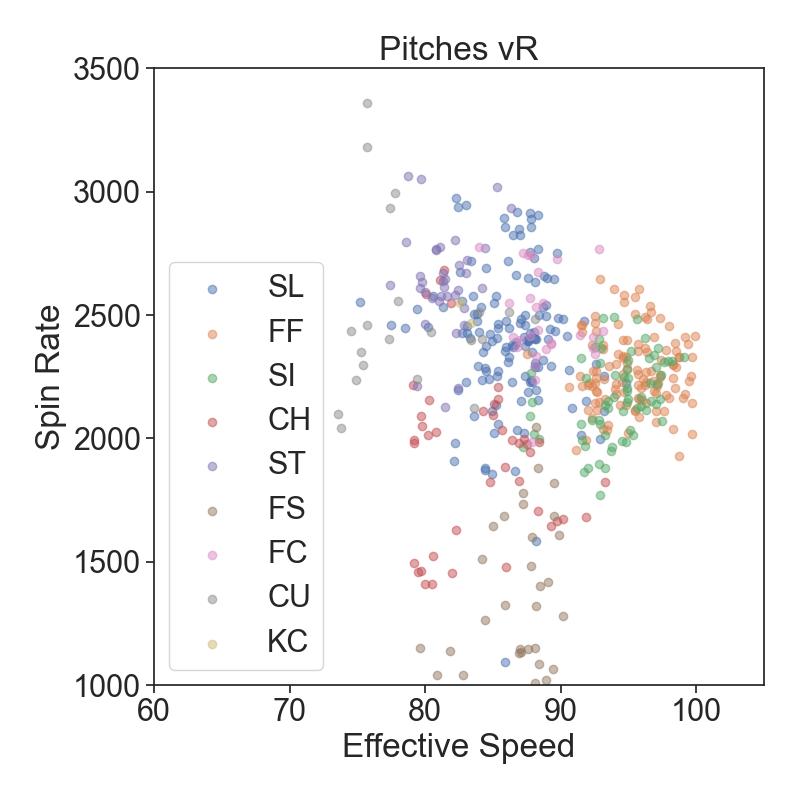 Pitches vR
3500
3000
2500
2000
1500
1000
Spin Rate
SL
FF
SI
CH
ST
FS
FC
CU
KC
60 70 80 90 100
Effective Speed